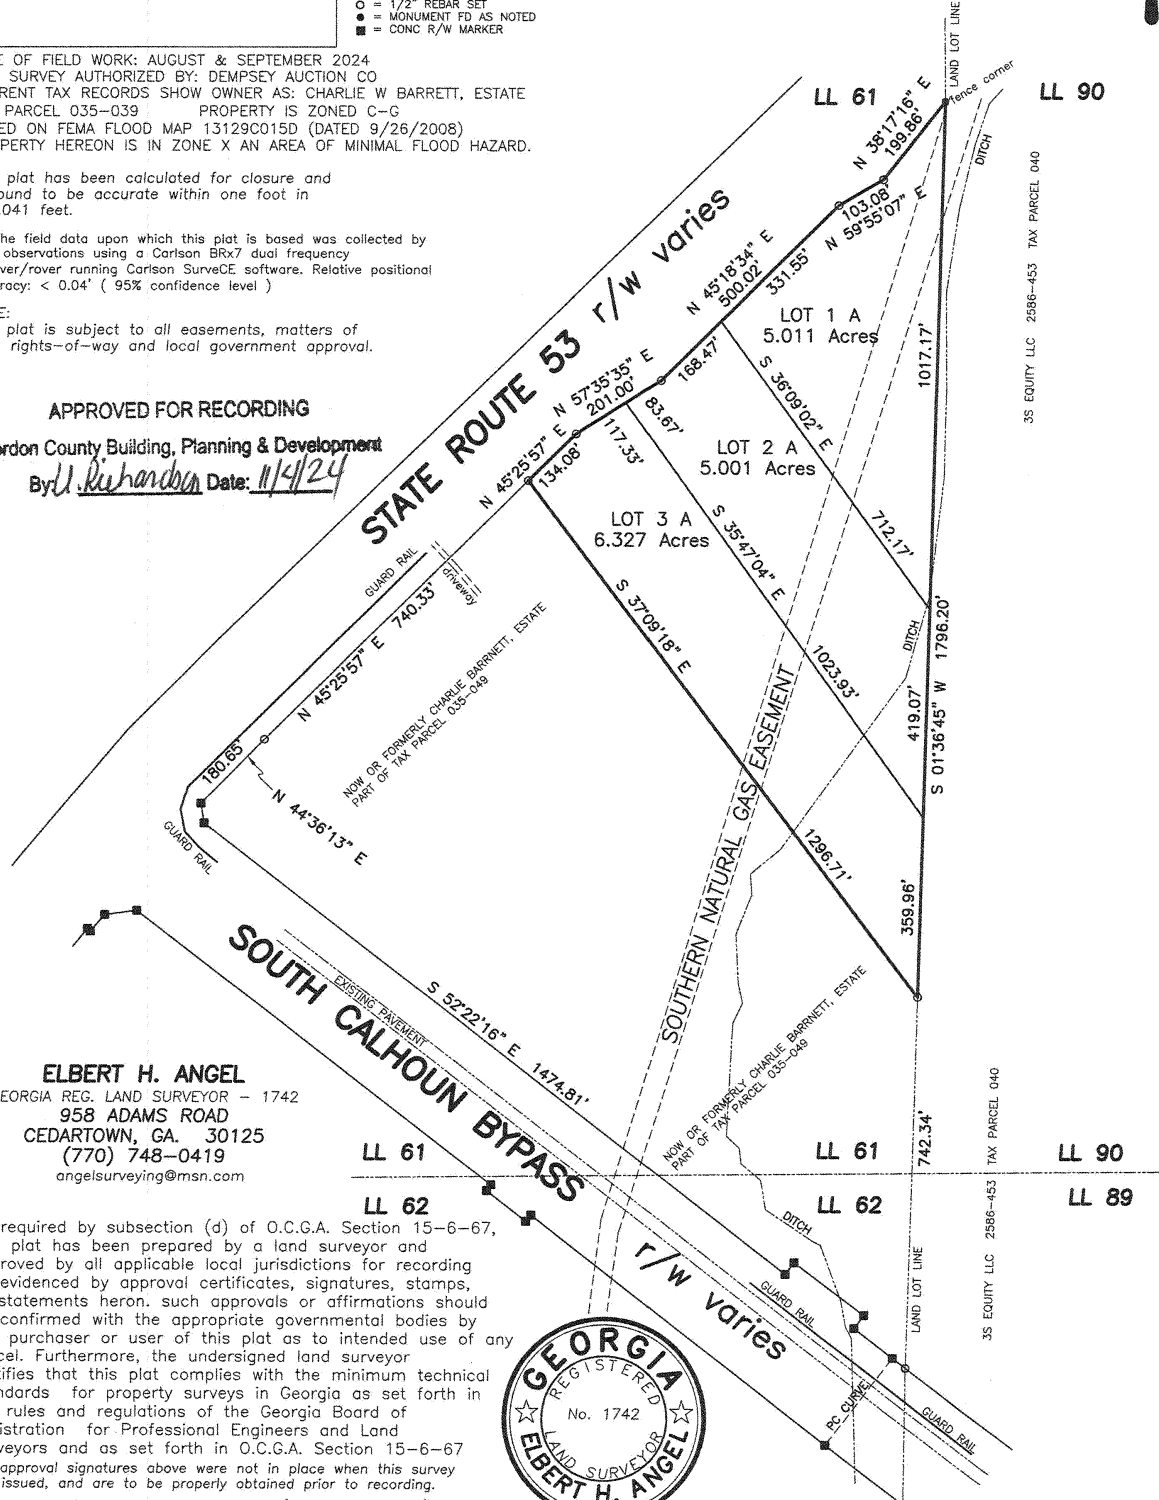 ○ = 1/2" REBAR SET
● = MONUMENT FD AS NOTED
■ = CONC R/W MARKER
OF FIELD WORK: AUGUST & SEPTEMBER 2024
SURVEY AUTHORIZED BY: DEMPSEY AUCTION CO
RENT TAX RECORDS SHOW OWNER AS: CHARLIE W BARRETT, ESTATE
PARCEL 035-039 PROPERTY IS ZONED C-G
ED ON FEMA FLOOD MAP 13129C015D (DATED 9/26/2008)
PERTY HEREON IS IN ZONE X AN AREA OF MINIMAL FLOOD HAZARD.
plat has been calculated for closure and
ound to be accurate within one foot in
,041 feet.
he field data upon which this plat is based was collected by
observations using a Carlson BRx7 dual frequency
ver/rover running Carlson SurveCE software. Relative positional
racy: < 0.04' ( 95% confidence level )
E:
plat is subject to all easements, matters of
rights-of-way and local government approval.
APPROVED FOR RECORDING
rdon County Building, Planning & Development
By: U. Richardson Date: 11/4/24
LL 61
LL 90
LAND LOT LINE
fence corner
DITCH
N 38°17'16" E
199.86'
103.08'
N 59°55'07" E
N 45°18'34" E
500.02'
331.55'
168.47'
STATE ROUTE 53 r/w varies
N 57°35'35" E
201.00'
83.67'
117.33'
N 45°25'57" E
134.08'
LOT 1 A
5.011 Acres
S 36°09'02" E
712.17'
LOT 2 A
5.001 Acres
S 35°47'04" E
1023.93'
LOT 3 A
6.327 Acres
S 37°09'18" E
1296.71'
1017.17'
3S EQUITY LLC 2586-453 TAX PARCEL 040
DITCH
419.07'
S 01°36'45" W 1796.20'
359.96'
GUARD RAIL
driveway
N 45°25'57" E 740.33'
NOW OR FORMERLY CHARLIE BARRNETT, ESTATE
PART OF TAX PARCEL 035-049
180.65'
N 44°36'13" E
GUARD RAIL
SOUTHERN NATURAL GAS EASEMENT
SOUTH CALHOUN BYPASS
r/w varies
EXISTING PAVEMENT
S 52°22'16" E 1474.81'
NOW OR FORMERLY CHARLIE BARRNETT, ESTATE
PART OF TAX PARCEL 035-049
742.34'
ELBERT H. ANGEL
EORGIA REG. LAND SURVEYOR - 1742
958 ADAMS ROAD
CEDARTOWN, GA. 30125
(770) 748-0419
angelsurveying@msn.com
LL 61
LL 62
LL 61
LL 62
LL 90
LL 89
DITCH
LAND LOT LINE
3S EQUITY LLC 2586-453 TAX PARCEL 040
GUARD RAIL
PC CURVE
GUARD RAIL
required by subsection (d) of O.C.G.A. Section 15-6-67,
plat has been prepared by a land surveyor and
roved by all applicable local jurisdictions for recording
evidenced by approval certificates, signatures, stamps,
statements heron. such approvals or affirmations should
confirmed with the appropriate governmental bodies by
purchaser or user of this plat as to intended use of any
cel. Furthermore, the undersigned land surveyor
ifies that this plat complies with the minimum technical
ndards for property surveys in Georgia as set forth in
rules and regulations of the Georgia Board of
istration for Professional Engineers and Land
veyors and as set forth in O.C.G.A. Section 15-6-67
approval signatures above were not in place when this survey
issued, and are to be properly obtained prior to recording.
GEORGIA
REGISTERED
No. 1742
LAND SURVEYOR
ELBERT H. ANGEL